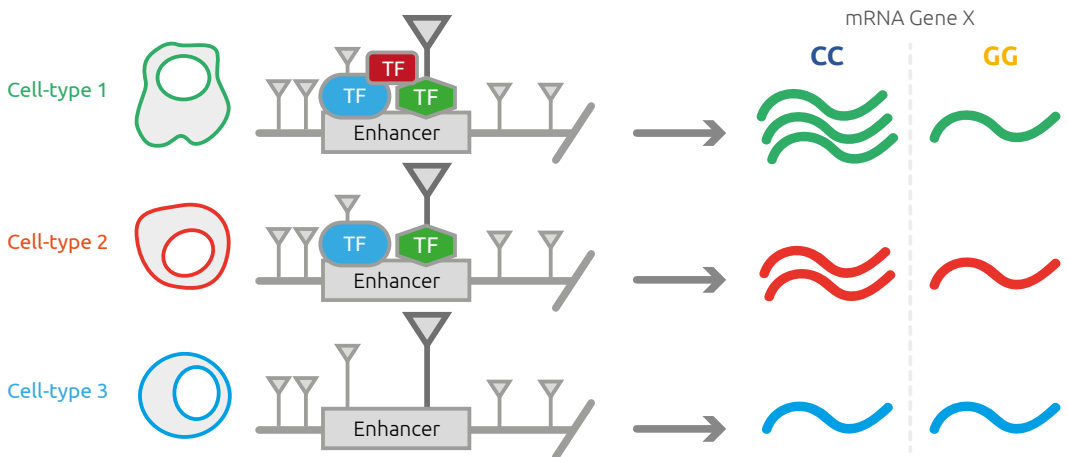 mRNA Gene X
CC GG
Cell-type 1
TF
TF TF
Enhancer
Cell-type 2
TF TF
Enhancer
Cell-type 3
Enhancer